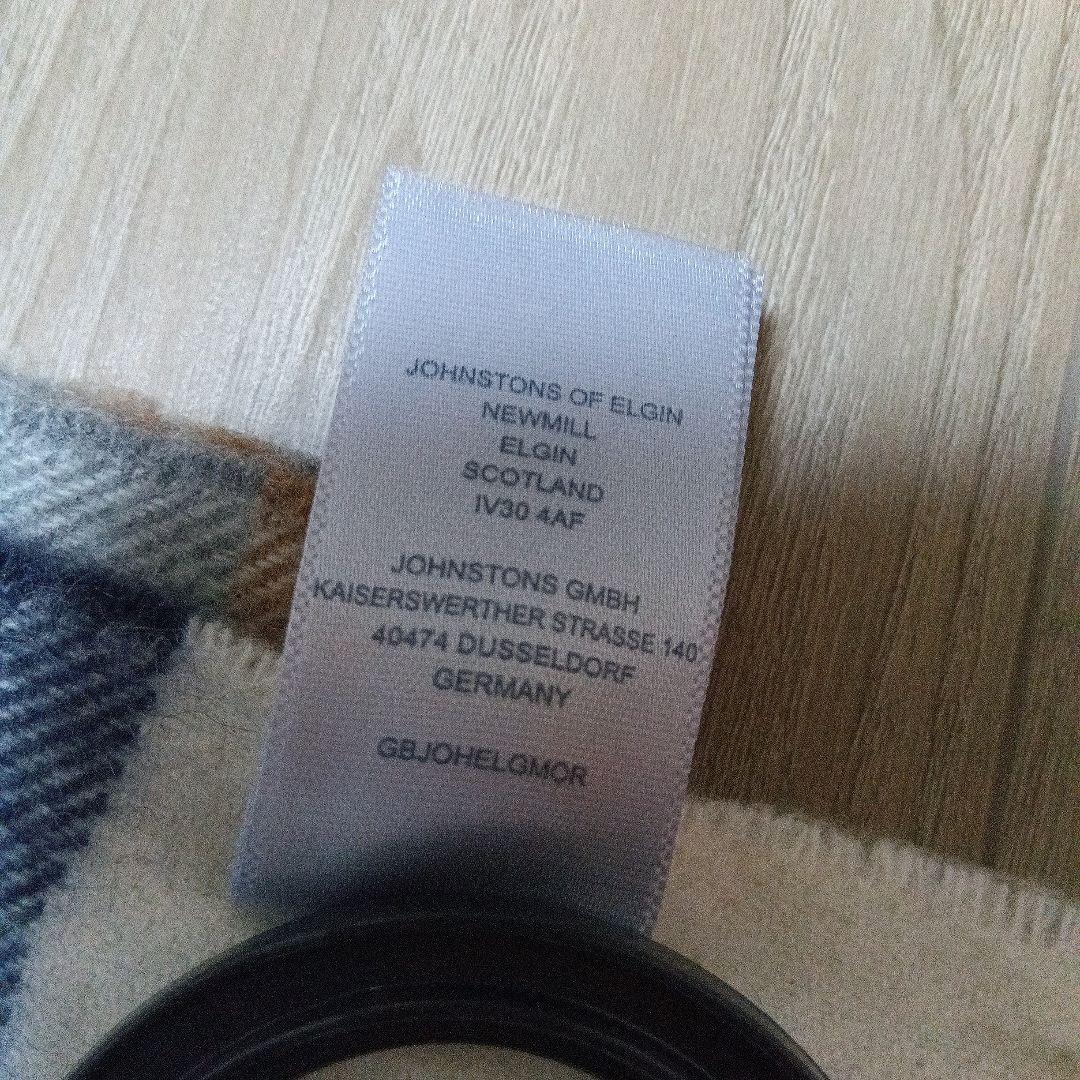 JOHNSTONS OF ELGIN
NEWMILL
ELGIN
SCOTLAND
IV30 4AF
JOHNSTONS GMBH
KAISERSWERTHER STRASSE 140
40474 DUSSELDORF
GERMANY
GBJOHELGMOR